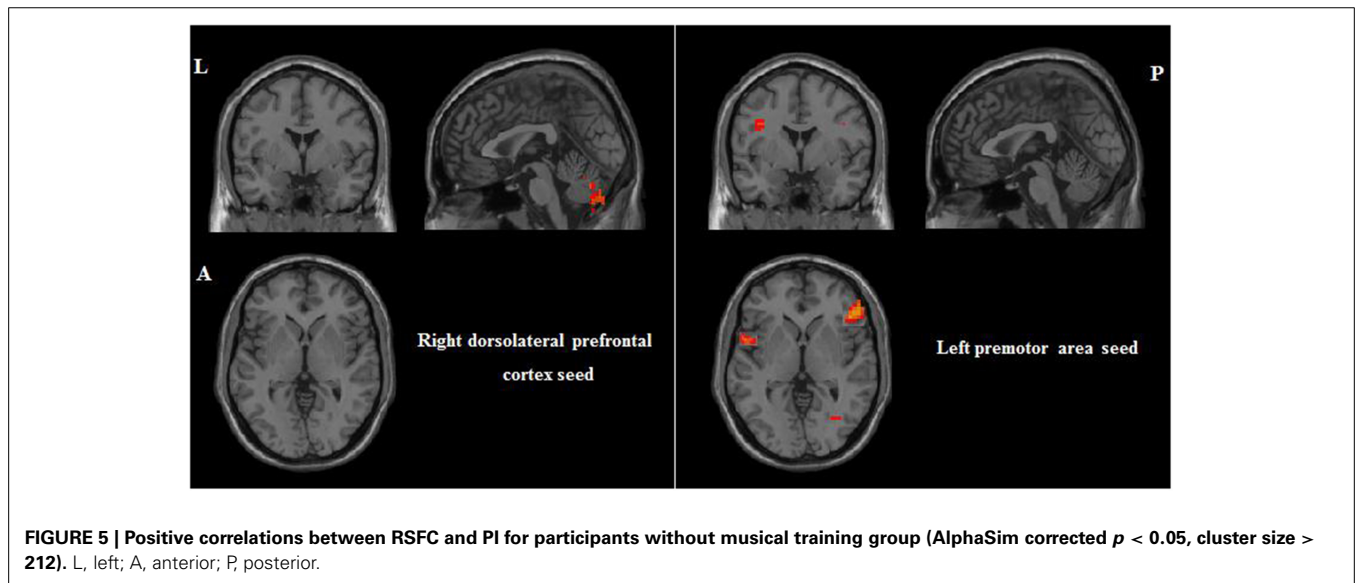 L
P
A
Right dorsolateral prefrontal
cortex seed
Left premotor area seed
FIGURE 5 | Positive correlations between RSFC and PI for participants without musical training group (AlphaSim corrected p < 0.05, cluster size >
212). L, left; A, anterior; P, posterior.